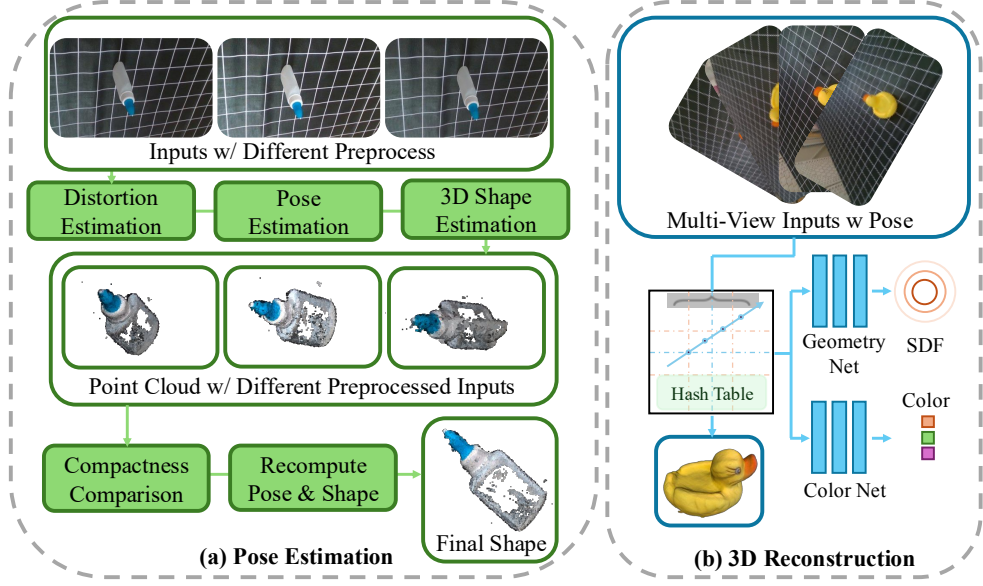 Inputs w/ Different Preprocess
Distortion
Estimation
Pose
Estimation
3D Shape
Estimation
Point Cloud w/ Different Preprocessed Inputs
Compactness
Comparison
Recompute
Pose & Shape
Final Shape
(a) Pose Estimation
Multi-View Inputs w Pose
Hash Table
Geometry
Net
SDF
Color
Color Net
(b) 3D Reconstruction